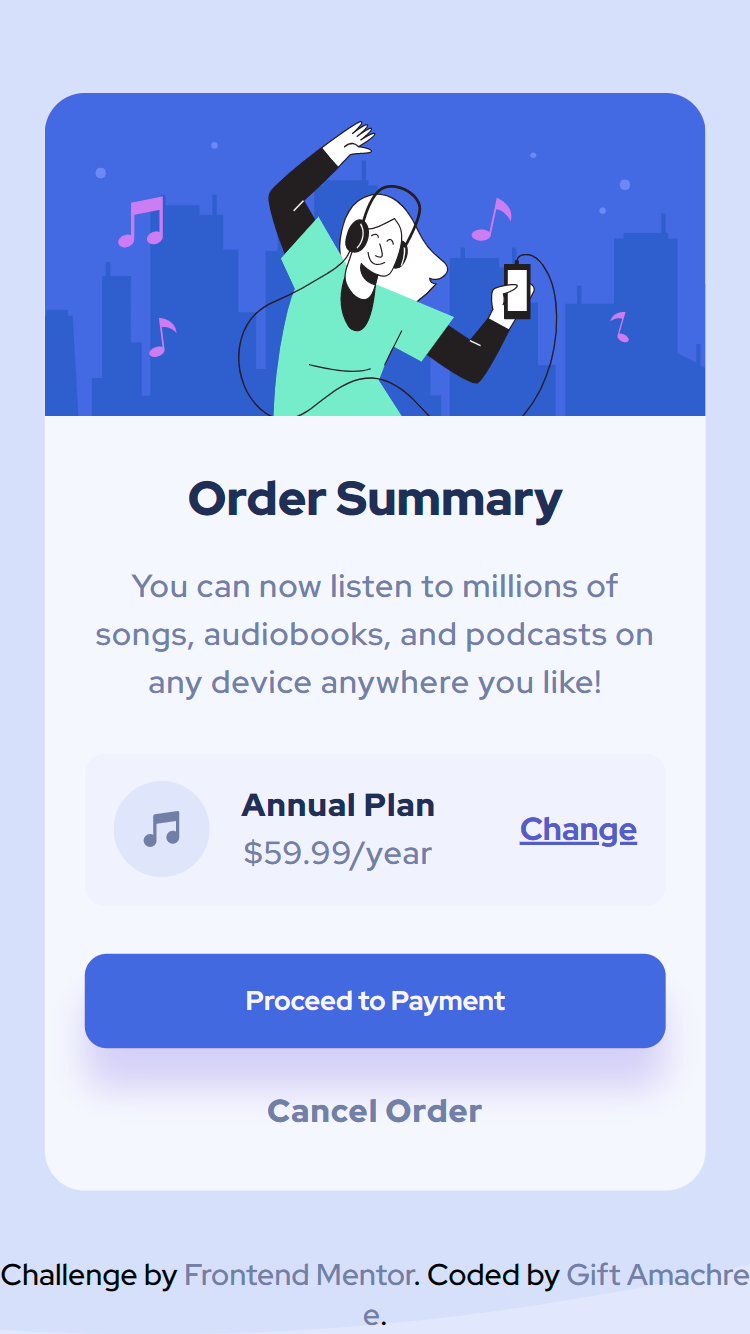 Order Summary
You can now listen to millions of
songs, audiobooks, and podcasts on
any device anywhere you like!
Annual Plan
$59.99/year
Change
Proceed to Payment
Cancel Order
Challenge by Frontend Mentor. Coded by Gift Amachre
e.